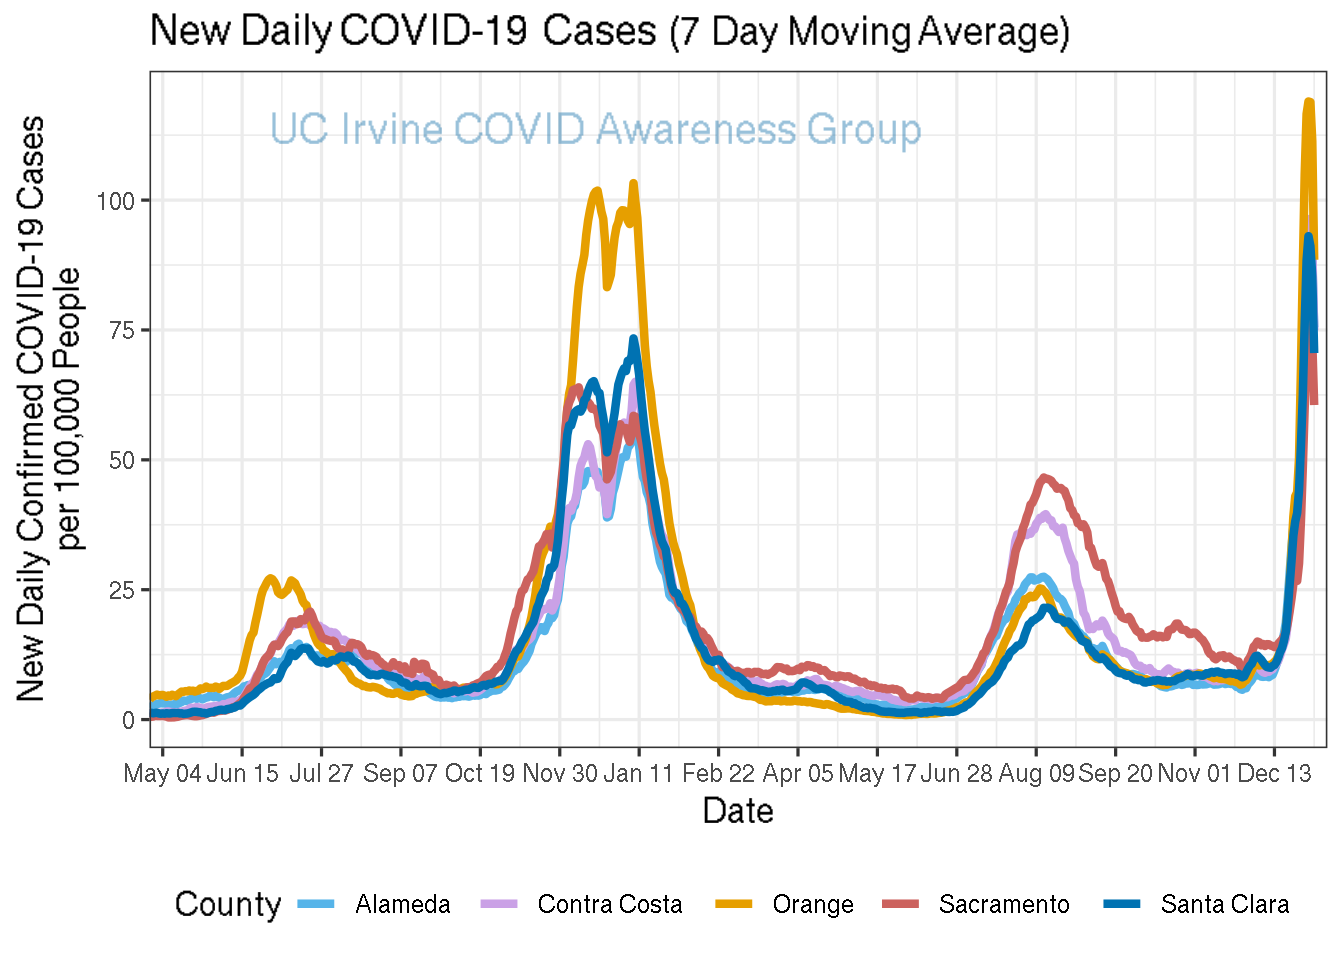 New Daily COVID-19 Cases (7 Day Moving Average)
UC Irvine COVID Awareness Group
New Daily Confirmed COVID-19 Cases
per 100,000 People
100
75
50
25
0
May 04 Jun 15 Jul 27 Sep 07 Oct 19 Nov 30 Jan 11 Feb 22 Apr 05 May 17 Jun 28 Aug 09 Sep 20 Nov 01 Dec 13
Date
County Alameda Contra Costa Orange Sacramento Santa Clara